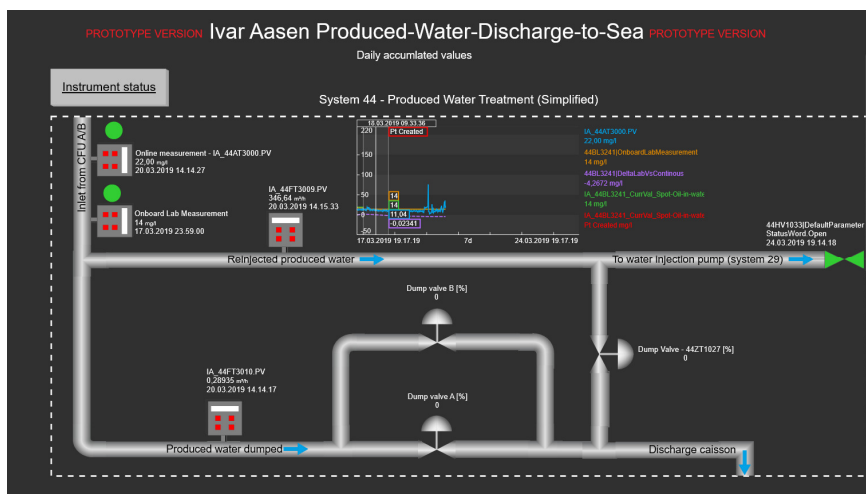 PROTOTYPE VERSION Ivar Aasen Produced-Water-Discharge-to-Sea PROTOTYPE VERSION
Daily accumlated values
Instrument status
System 44 - Produced Water Treatment (Simplified)
Inlet from CFU A/B
Online measurement - IA_44AT3000.PV
22,00 mg/l
20.03.2019 14.14.27
Onboard Lab Measurement
14 mg/l
17.03.2019 23.59.00
IA_44FT3009.PV
346,64 m³/h
20.03.2019 14.15.33
18.03.2019 09.33.36
Pt Created
220
150
100
50
0
-50
14
14
11,04
-0,02341
17.03.2019 19.17.19
7d
24.03.2019 19.17.19
IA_44AT3000.PV
22,00 mg/l
44BL3241|OnboardLabMeasurement
14 mg/l
44BL3241|DeltaLabVsContinous
-4,2672 mg/l
IA_44BL3241_CurrVal_Spot-Oil-in-wate
14 mg/l
IA_44BL3241_CurrVal_Spot-Oil-in-wate
Pt Created mg/l
44HV1033|DefaultParameter
StatusWord.Open
24.03.2019 19.14.18
Reinjected produced water
To water injection pump (system 29)
Dump valve B [%]
0
Dump Valve - 44ZT1027 [%]
0
IA_44FT3010.PV
0,28935 m³/h
20.03.2019 14.14.17
Dump valve A [%]
0
Produced water dumped
Discharge caisson